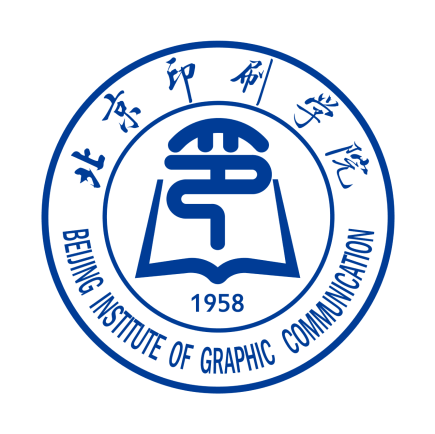 北京印刷学院
1958
BEIJING INSTITUTE OF GRAPHIC COMMUNICATION